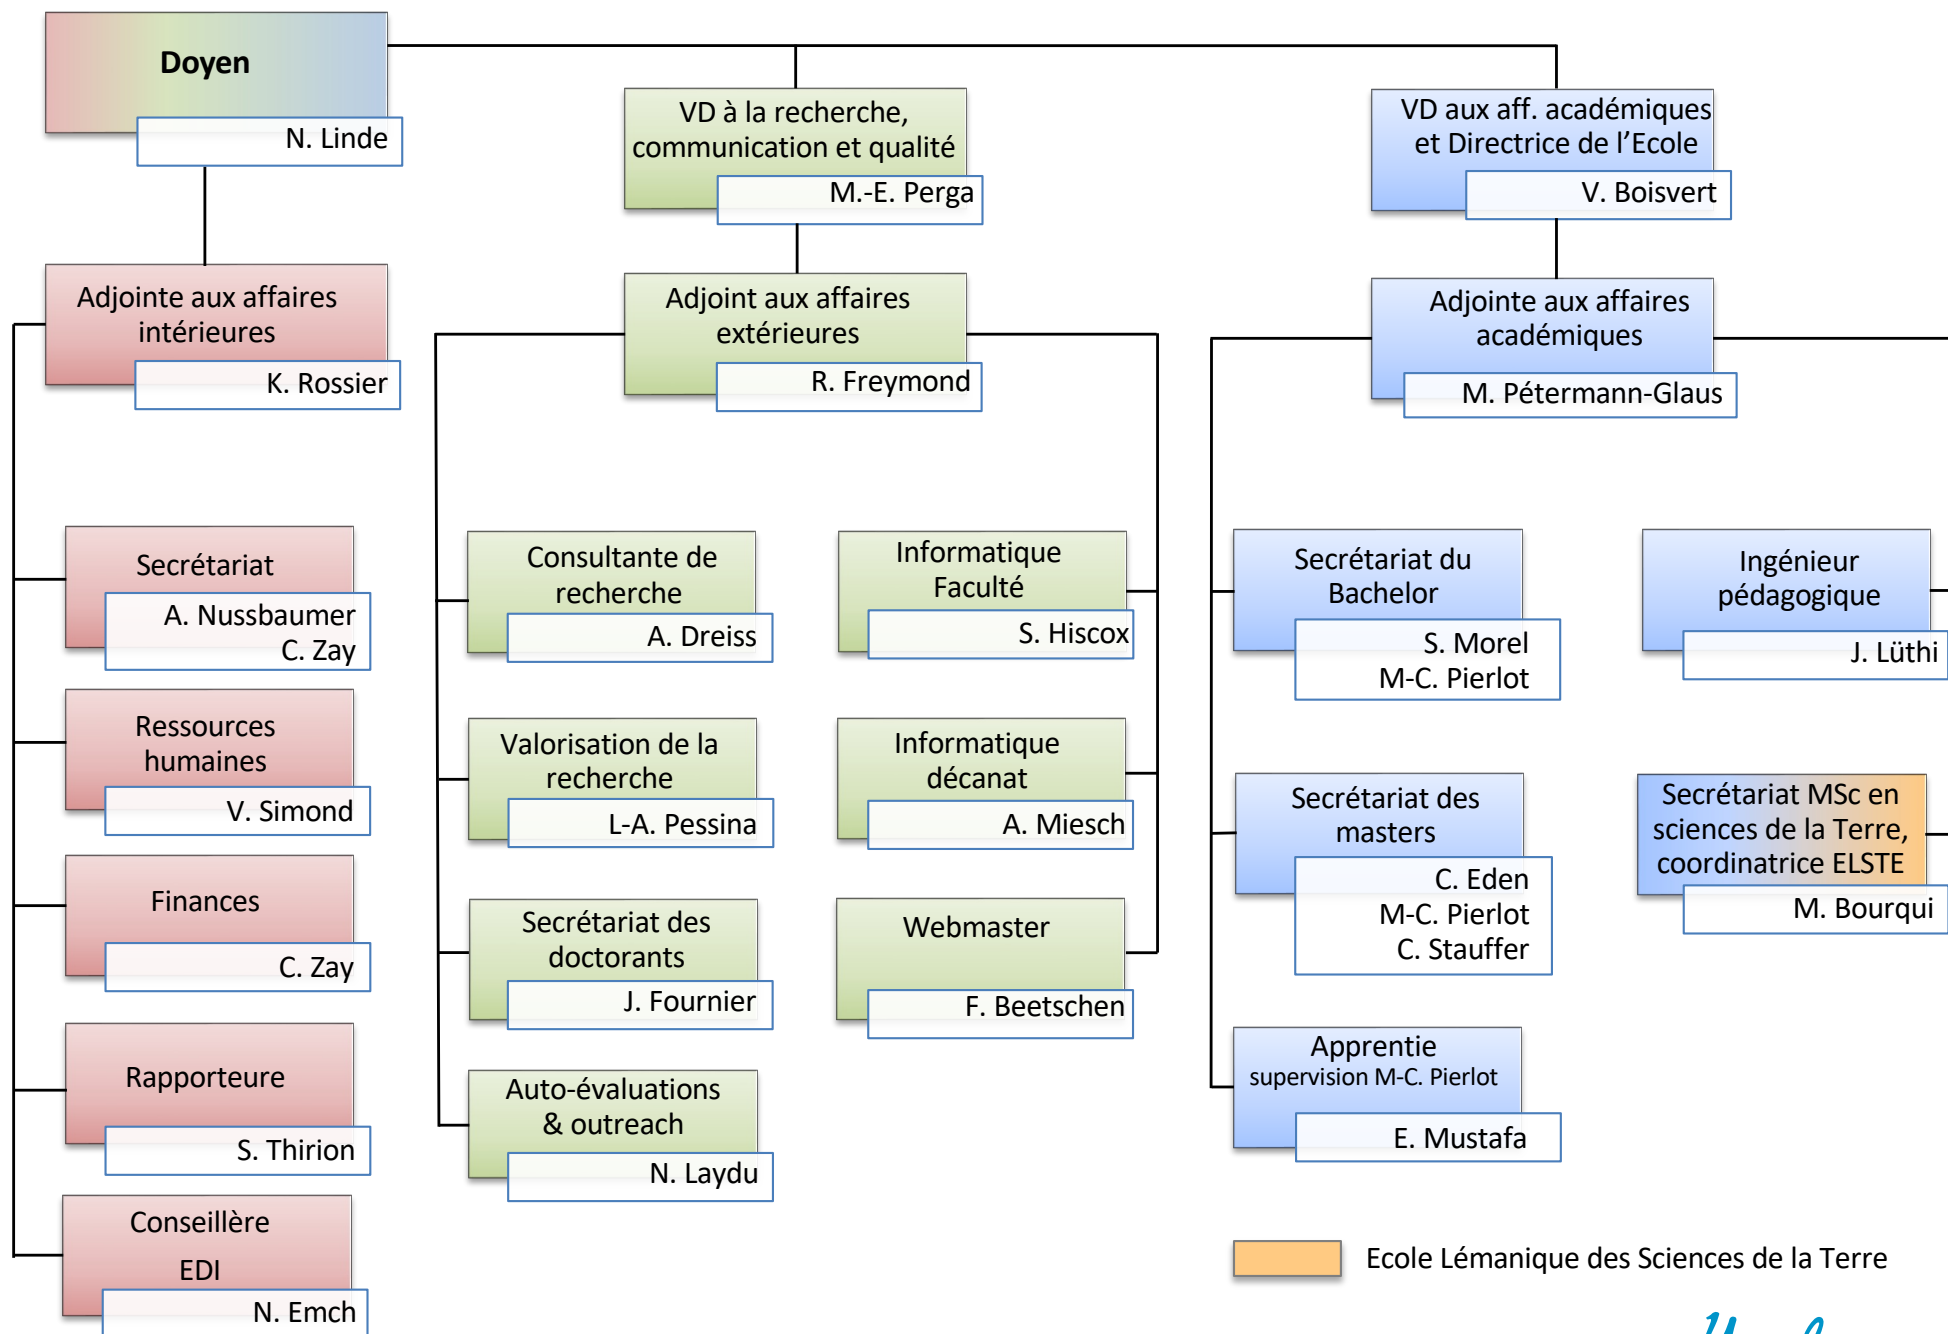 Doyen
N. Linde
VD à la recherche,
communication et qualité
M.-E. Perga
VD aux aff. académiques
et Directrice de l’Ecole
V. Boisvert
Adjointe aux affaires
intérieures
K. Rossier
Adjoint aux affaires
extérieures
R. Freymond
Adjointe aux affaires
académiques
M. Pétermann-Glaus
Secrétariat
A. Nussbaumer
C. Zay
Ressources
humaines
V. Simond
Finances
C. Zay
Rapporteure
S. Thirion
Conseillère
EDI
N. Emch
Consultante de
recherche
A. Dreiss
Valorisation de la
recherche
L-A. Pessina
Secrétariat des
doctorants
J. Fournier
Auto-évaluations
& outreach
N. Laydu
Informatique
Faculté
S. Hiscox
Informatique
décanat
A. Miesch
Webmaster
F. Beetschen
Secrétariat du
Bachelor
S. Morel
M-C. Pierlot
Secrétariat des
masters
C. Eden
M-C. Pierlot
C. Stauffer
Apprentie
supervision M-C. Pierlot
E. Mustafa
Ingénieur
pédagogique
J. Lüthi
Secrétariat MSc en
sciences de la Terre,
coordinatrice ELSTE
M. Bourqui
Ecole Lémanique des Sciences de la Terre